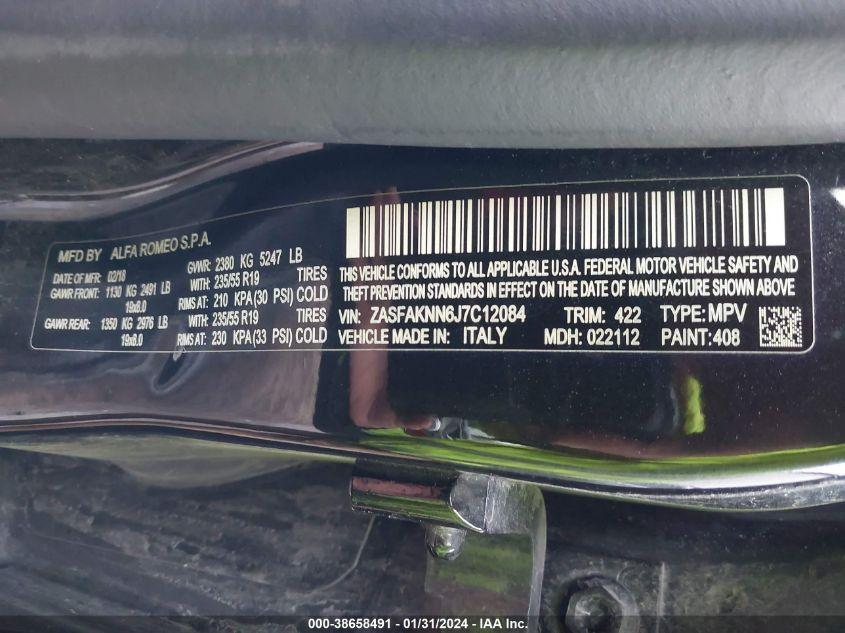 MFD BY ALFA ROMEO S.P.A.
DATE OF MFR: 02/18 GVWR: 2380 KG 5247 LB
GAWR FRONT: 1130 KG 2491 LB WITH: 235/55 R19 TIRES
19x8.0 RIMS AT: 210 KPA (30 PSI) COLD
GAWR REAR: 1350 KG 2976 LB WITH: 235/55 R19 TIRES
19x8.0 RIMS AT: 230 KPA (33 PSI) COLD
THIS VEHICLE CONFORMS TO ALL APPLICABLE U.S.A. FEDERAL MOTOR VEHICLE SAFETY AND
THEFT PREVENTION STANDARDS IN EFFECT ON THE DATE OF MANUFACTURE SHOWN ABOVE
VIN: ZASFAKNN6J7C12084 TRIM: 422 TYPE: MPV
VEHICLE MADE IN: ITALY MDH: 022112 PAINT: 408
000-38658491 - 01/31/2024 - IAA Inc.